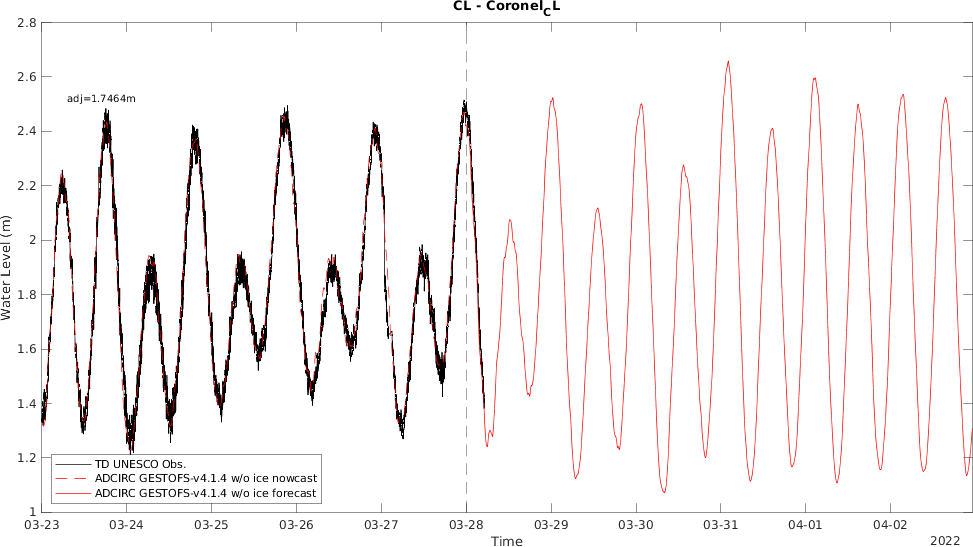 CL - Coronel_CL
2.8
2.6
adj=1.7464m
2.4
2.2
2
Water Level (m)
1.8
1.6
1.4
1.2
1
TD UNESCO Obs.
ADCIRC GESTOFS-v4.1.4 w/o ice nowcast
ADCIRC GESTOFS-v4.1.4 w/o ice forecast
03-23 03-24 03-25 03-26 03-27 03-28 03-29 03-30 03-31 04-01 04-02
Time
2022